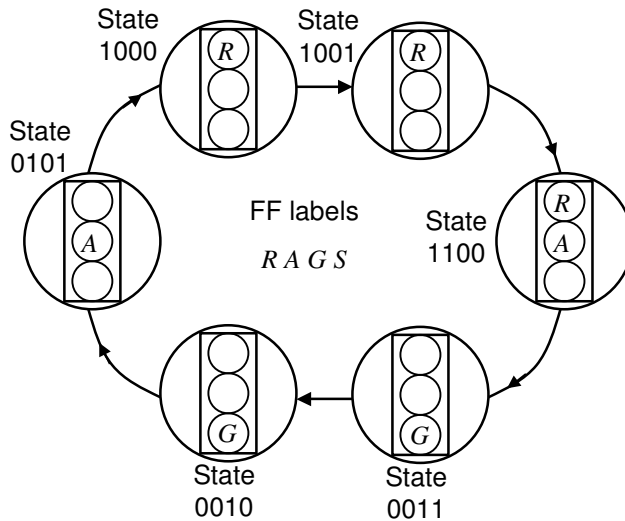 State
1000
R
State
1001
R
State
0101
A
FF labels
R A G S
State
1100
R
A
G
State
0010
G
State
0011